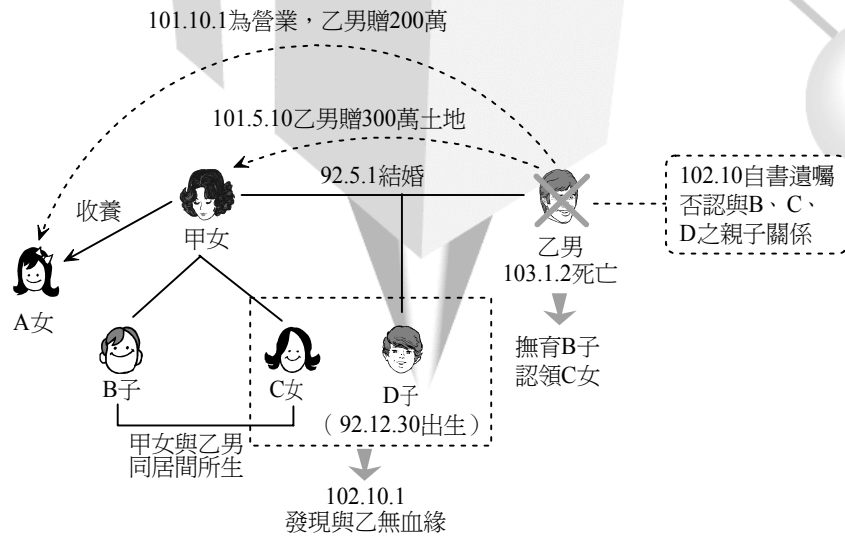 101.10.1為營業，乙男贈200萬
101.5.10乙男贈300萬土地
92.5.1結婚
102.10自書遺囑
否認與B、C、
D之親子關係
收養
甲女
乙男
103.1.2死亡
A女
B子
C女
D子
（92.12.30出生）
撫育B子
認領C女
甲女與乙男
同居間所生
102.10.1
發現與乙無血緣